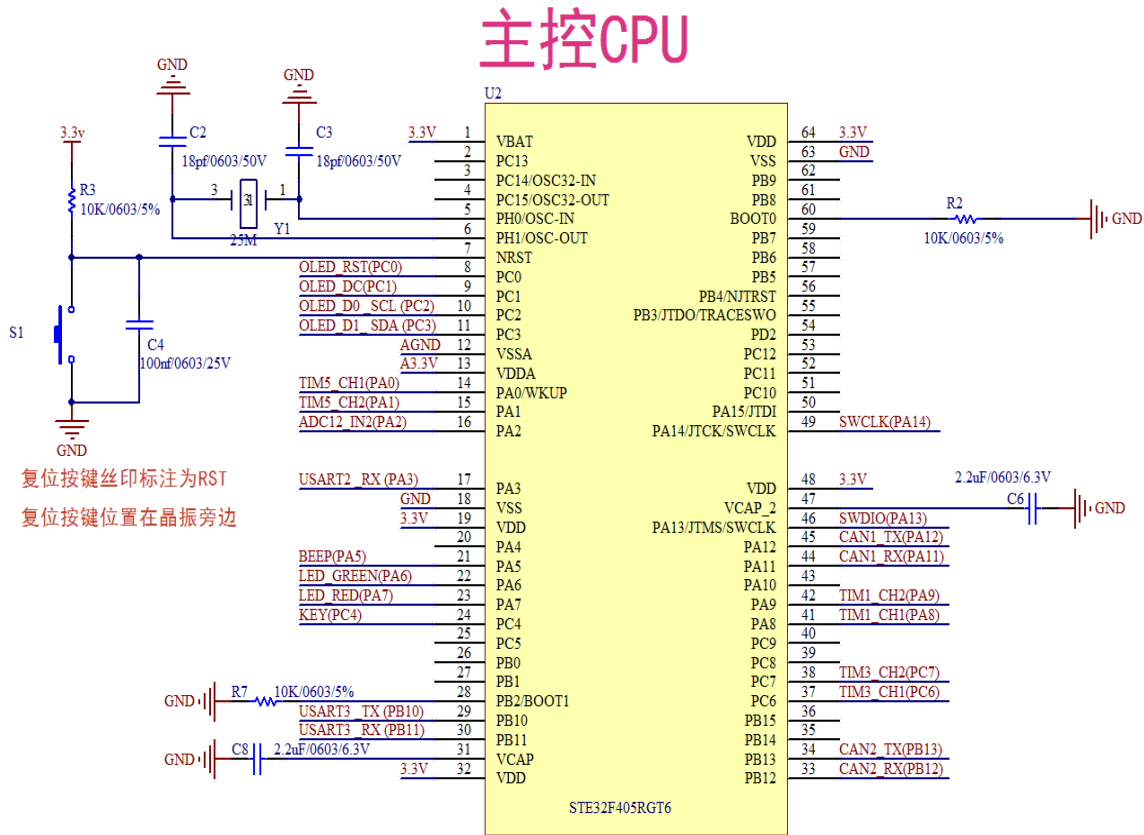 主控CPU
GND
GND
3.3v
C2
18pf/0603/50V
C3
18pf/0603/50V
R3
10K/0603/5%
3
31
1
Y1
25M
S1
C4
100nf/0603/25V
GND
复位按键丝印标注为RST
复位按键位置在晶振旁边
U2
3.3V 1 VBAT
2 PC13
3 PC14/OSC32-IN
4 PC15/OSC32-OUT
5 PH0/OSC-IN
6 PH1/OSC-OUT
7 NRST
OLED_RST(PC0) 8 PC0
OLED_DC(PC1) 9 PC1
OLED_D0_SCL (PC2) 10 PC2
OLED_D1_SDA (PC3) 11 PC3
AGND 12 VSSA
A3.3V 13 VDDA
TIM5_CH1(PA0) 14 PA0/WKUP
TIM5_CH2(PA1) 15 PA1
ADC12_IN2(PA2) 16 PA2
USART2_RX (PA3) 17 PA3
GND 18 VSS
3.3V 19 VDD
20 PA4
BEEP(PA5) 21 PA5
LED_GREEN(PA6) 22 PA6
LED_RED(PA7) 23 PA7
KEY(PC4) 24 PC4
25 PC5
26 PB0
27 PB1
GND R7 10K/0603/5% 28 PB2/BOOT1
USART3_TX (PB10) 29 PB10
USART3_RX (PB11) 30 PB11
GND C8 2.2uF/0603/6.3V 31 VCAP
3.3V 32 VDD
VDD 64 3.3V
VSS 63 GND
PB9 62
PB8 61
BOOT0 60 R2 GND
10K/0603/5%
PB7 59
PB6 58
PB5 57
PB4/NJTRST 56
PB3/JTDO/TRACESWO 55
PD2 54
PC12 53
PC11 52
PC10 51
PA15/JTDI 50
PA14/JTCK/SWCLK 49 SWCLK(PA14)
2.2uF/0603/6.3V
VDD 48 3.3V
VCAP_2 47 C6 GND
PA13/JTMS/SWCLK 46 SWDIO(PA13)
PA12 45 CAN1_TX(PA12)
PA11 44 CAN1_RX(PA11)
PA10 43
PA9 42 TIM1_CH2(PA9)
PA8 41 TIM1_CH1(PA8)
PC9 40
PC8 39
PC7 38 TIM3_CH2(PC7)
PC6 37 TIM3_CH1(PC6)
PB15 36
PB14 35
PB13 34 CAN2_TX(PB13)
PB12 33 CAN2_RX(PB12)
STE32F405RGT6